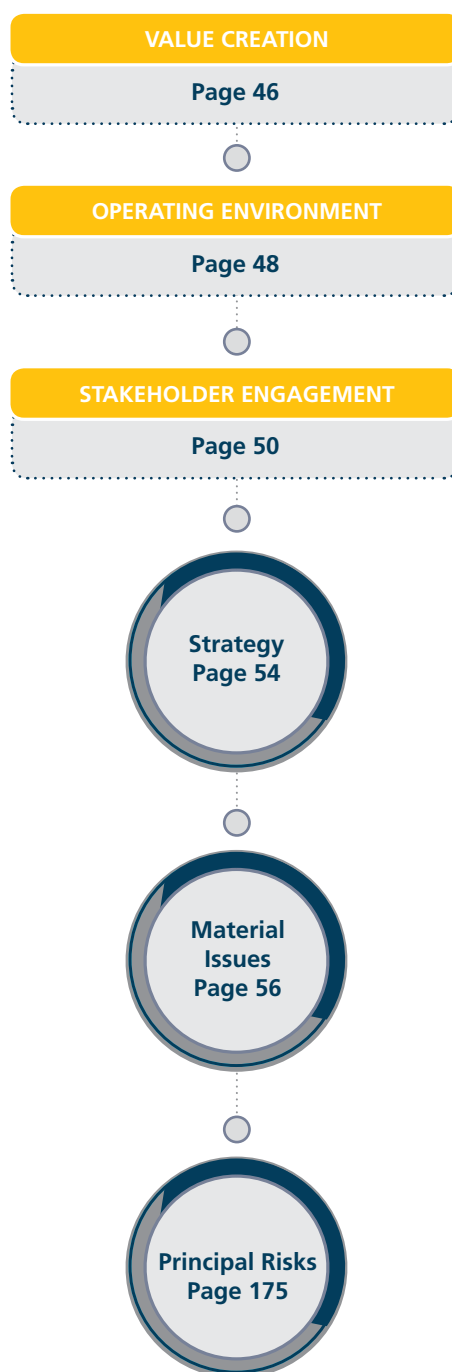 VALUE CREATION
Page 46
OPERATING ENVIRONMENT
Page 48
STAKEHOLDER ENGAGEMENT
Page 50
Strategy
Page 54
Material
Issues
Page 56
Principal Risks
Page 175